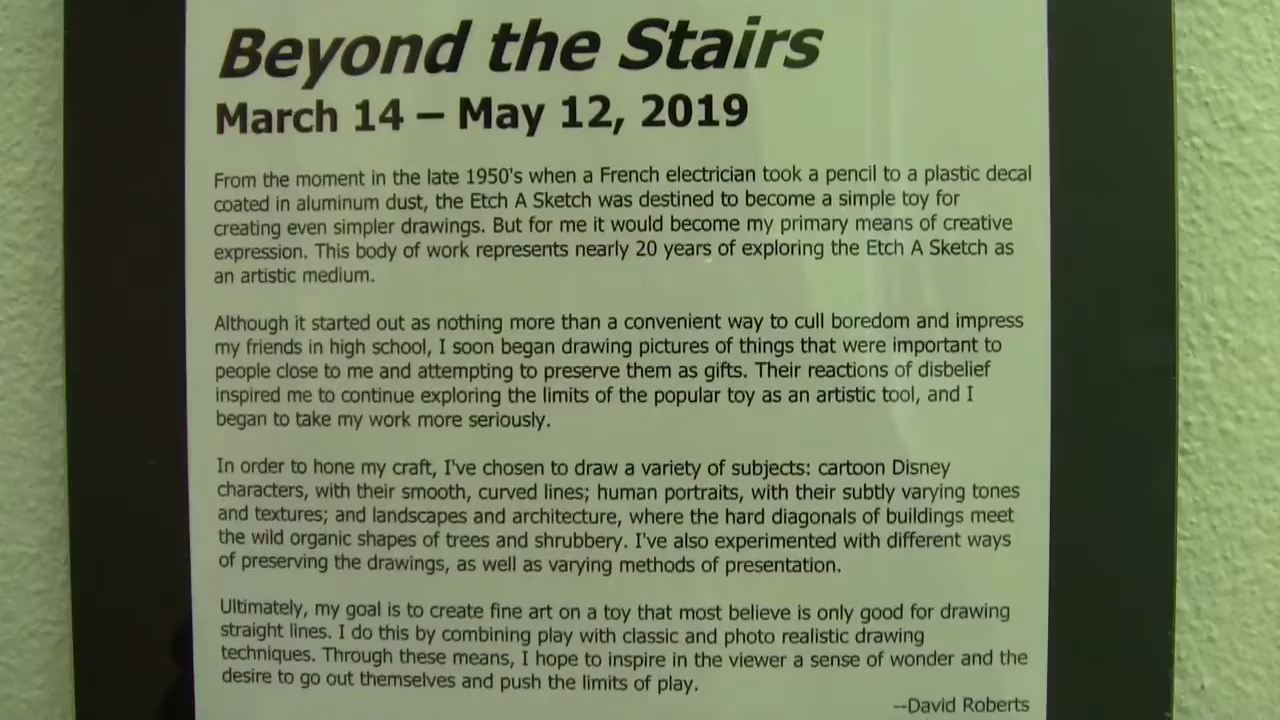 Beyond the Stairs
March 14 – May 12, 2019
From the moment in the late 1950's when a French electrician took a pencil to a plastic decal
coated in aluminum dust, the Etch A Sketch was destined to become a simple toy for
creating even simpler drawings. But for me it would become my primary means of creative
expression. This body of work represents nearly 20 years of exploring the Etch A Sketch as
an artistic medium.
Although it started out as nothing more than a convenient way to cull boredom and impress
my friends in high school, I soon began drawing pictures of things that were important to
people close to me and attempting to preserve them as gifts. Their reactions of disbelief
inspired me to continue exploring the limits of the popular toy as an artistic tool, and I
began to take my work more seriously.
In order to hone my craft, I've chosen to draw a variety of subjects: cartoon Disney
characters, with their smooth, curved lines; human portraits, with their subtly varying tones
and textures; and landscapes and architecture, where the hard diagonals of buildings meet
the wild organic shapes of trees and shrubbery. I've also experimented with different ways
of preserving the drawings, as well as varying methods of presentation.
Ultimately, my goal is to create fine art on a toy that most believe is only good for drawing
straight lines. I do this by combining play with classic and photo realistic drawing
techniques. Through these means, I hope to inspire in the viewer a sense of wonder and the
desire to go out themselves and push the limits of play.
--David Roberts